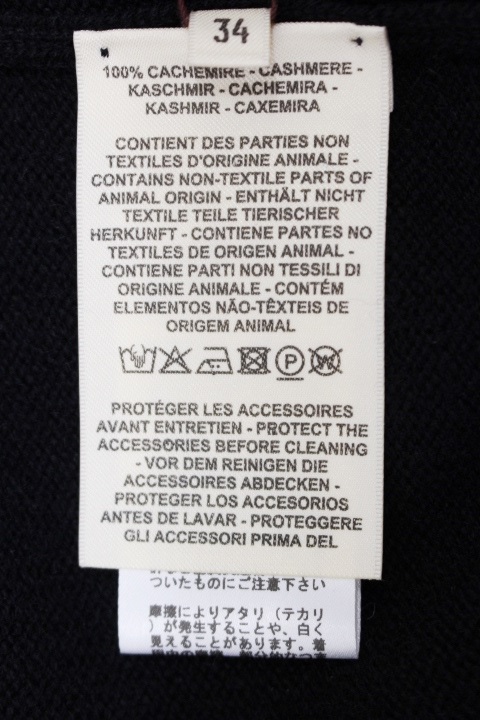 34
100% CACHEMIRE - CASHMERE -
KASCHMIR - CACHEMIRA -
KASHMIR - CAXEMIRA
CONTIENT DES PARTIES NON
TEXTILES D'ORIGINE ANIMALE -
CONTAINS NON-TEXTILE PARTS OF
ANIMAL ORIGIN - ENTHÄLT NICHT
TEXTILE TEILE TIERISCHER
HERKUNFT - CONTIENE PARTES NO
TEXTILES DE ORIGEN ANIMAL -
CONTIENE PARTI NON TESSILI DI
ORIGINE ANIMALE - CONTÉM
ELEMENTOS NÃO-TÊXTEIS DE
ORIGEM ANIMAL
P W
PROTÉGER LES ACCESSOIRES
AVANT ENTRETIEN - PROTECT THE
ACCESSORIES BEFORE CLEANING
- VOR DEM REINIGEN DIE
ACCESSOIRES ABDECKEN -
PROTEGER LOS ACCESORIOS
ANTES DE LAVAR - PROTEGGERE
GLI ACCESSORI PRIMA DEL
ついたものにご注意下さい
摩擦によりアタリ（テカリ
）が発生することや、白く
見えることがあります。着